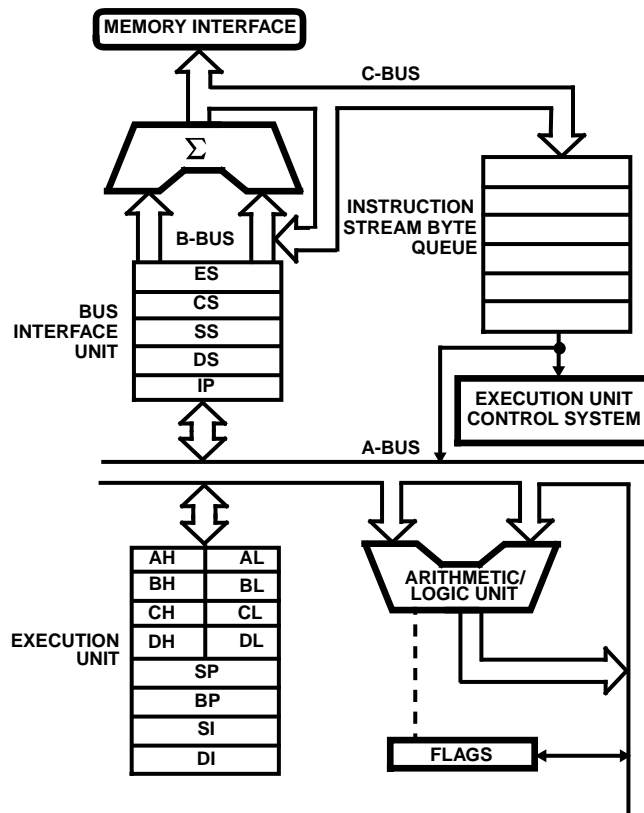 MEMORY INTERFACE
C-BUS
Σ
INSTRUCTION
STREAM BYTE
QUEUE
B-BUS
ES
CS
SS
DS
IP
BUS
INTERFACE
UNIT
EXECUTION UNIT
CONTROL SYSTEM
A-BUS
AH AL
BH BL
CH CL
DH DL
SP
BP
SI
DI
EXECUTION
UNIT
ARITHMETIC/
LOGIC UNIT
FLAGS